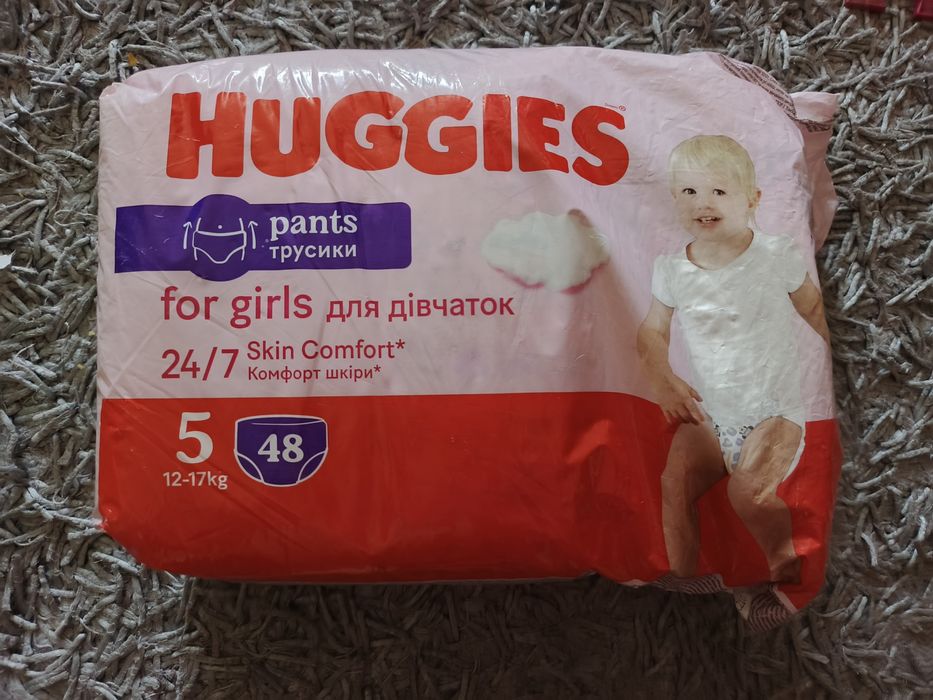 HUGGIES
pants
трусики
for girls для дівчаток
24/7 Skin Comfort*
Комфорт шкіри*
5
48
12-17kg